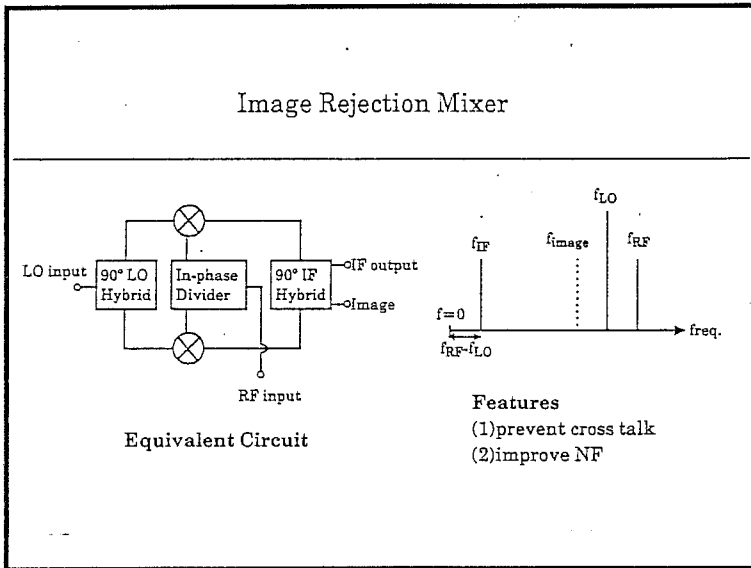 Image Rejection Mixer
LO input
90° LO
Hybrid
In-phase
Divider
90° IF
Hybrid
IF output
Image
RF input
Equivalent Circuit
fLO
fIF
fimage
fRF
f=0
freq.
fRF-fLO
Features
(1)prevent cross talk
(2)improve NF